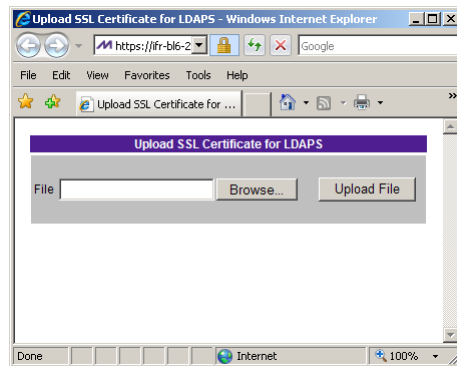 Upload SSL Certificate for LDAPS - Windows Internet Explorer
https://ifr-bl6-2
Google
File Edit View Favorites Tools Help
Upload SSL Certificate for ...
»
Upload SSL Certificate for LDAPS
File Browse... Upload File
Done Internet 100%